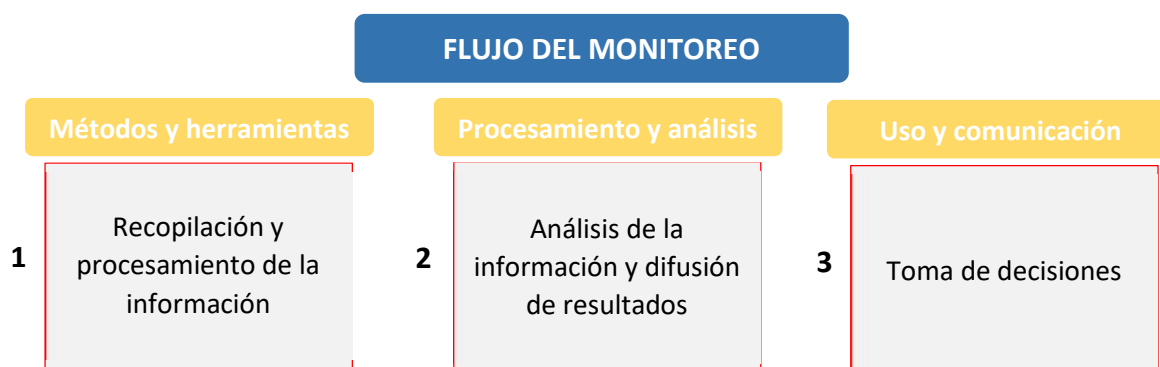 FLUJO DEL MONITOREO
Métodos y herramientas
Procesamiento y análisis
Uso y comunicación
1
Recopilación y
procesamiento de la
información
2
Análisis de la
información y difusión
de resultados
3
Toma de decisiones